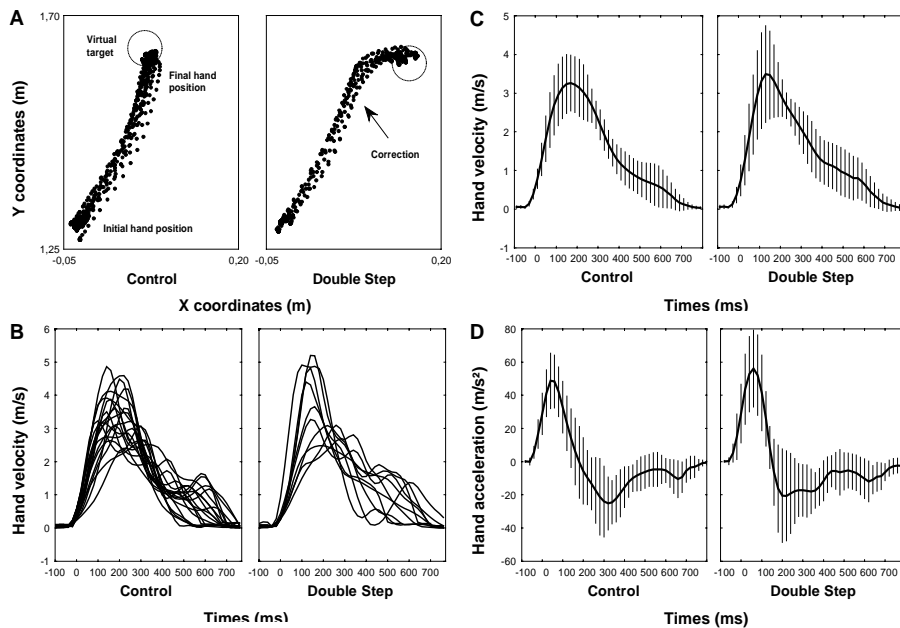 A
Y coordinates (m)
1,70
1,25
Virtual
target
Final hand
position
Initial hand position
-0,05
0,20
Control
Correction
-0,05
0,20
Double Step
X coordinates (m)
B
Hand velocity (m/s)
6
5
4
3
2
1
0
-1
-100 0 100 200 300 400 500 600 700
Control
-100 0 100 200 300 400 500 600 700
Double Step
Times (ms)
C
Hand velocity (m/s)
5
4
3
2
1
0
-1
-100 0 100 200 300 400 500 600 700
Control
-100 0 100 200 300 400 500 600 700
Double Step
Times (ms)
D
Hand acceleration (m/s²)
80
60
40
20
0
-20
-40
-60
-100 0 100 200 300 400 500 600 700
Control
-100 0 100 200 300 400 500 600 700
Double Step
Times (ms)